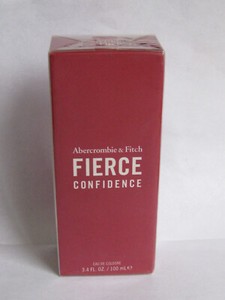 Abercrombie & Fitch
FIERCE
CONFIDENCE
EAU DE COLOGNE
3.4 FL. OZ. / 100 mL ℮